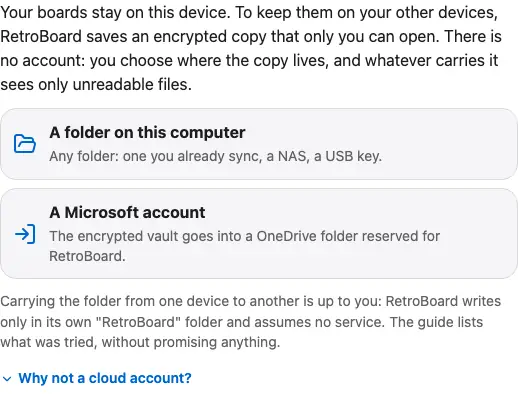 Your boards stay on this device. To keep them on your other devices,
RetroBoard saves an encrypted copy that only you can open. There is
no account: you choose where the copy lives, and whatever carries it
sees only unreadable files.
A folder on this computer
Any folder: one you already sync, a NAS, a USB key.
A Microsoft account
The encrypted vault goes into a OneDrive folder reserved for
RetroBoard.
Carrying the folder from one device to another is up to you: RetroBoard writes
only in its own "RetroBoard" folder and assumes no service. The guide lists
what was tried, without promising anything.
Why not a cloud account?